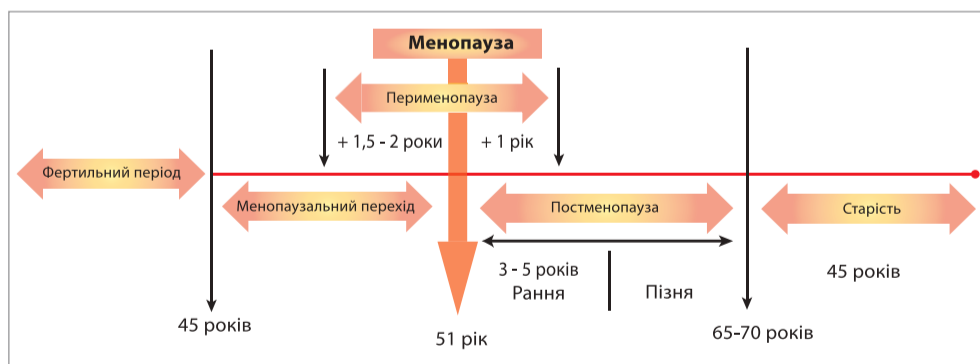 Менопауза
Перименопауза
+ 1,5 - 2 роки
+ 1 рік
Фертильний період
Менопаузальний перехід
Постменопауза
Старість
3 - 5 років
Рання
Пізня
45 років
45 років
51 рік
65-70 років